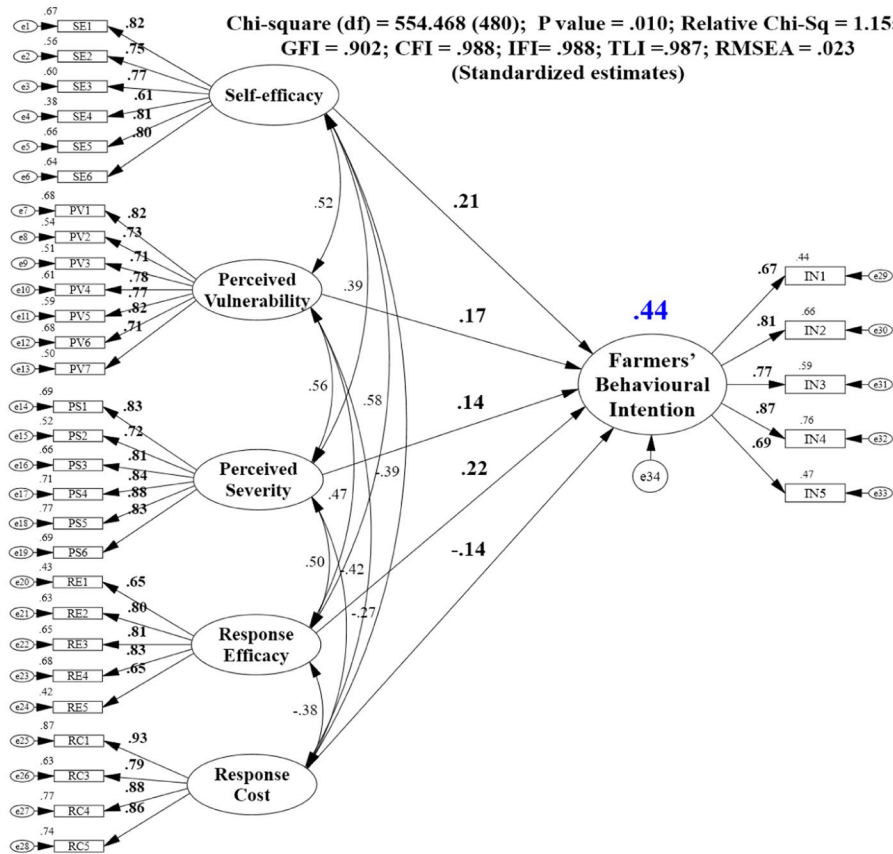 Chi-square (df) = 554.468 (480); P value = .010; Relative Chi-Sq = 1.15
GFI = .902; CFI = .988; IFI= .988; TLI =.987; RMSEA = .023
(Standardized estimates)
.67
e1 SE1 .82
.56
e2 SE2 .75
.60
e3 SE3 .77
.38
e4 SE4 .61
.66
e5 SE5 .81
.64
e6 SE6 .80
Self-efficacy
.68
e7 PV1 .82
.54
e8 PV2 .73
.51
e9 PV3 .71
.61
e10 PV4 .78
.59
e11 PV5 .77
.68
e12 PV6 .82
.50
e13 PV7 .71
Perceived
Vulnerability
.69
e14 PS1 .83
.52
e15 PS2 .72
.66
e16 PS3 .81
.71
e17 PS4 .84
.77
e18 PS5 .88
.69
e19 PS6 .83
Perceived
Severity
.43
e20 RE1 .65
.63
e21 RE2 .80
.65
e22 RE3 .81
.68
e23 RE4 .83
.42
e24 RE5 .65
Response
Efficacy
.87
e25 RC1 .93
.63
e26 RC3 .79
.77
e27 RC4 .88
.74
e28 RC5 .86
Response
Cost
.52
.39
.56
.58
-.39
.47
.50
-.42
-.27
-.38
.21
.17
.14
.22
-.14
.44
Farmers’
Behavioural
Intention
e34
.44
.67 IN1 e29
.66
.81 IN2 e30
.59
.77 IN3 e31
.76
.87 IN4 e32
.47
.69 IN5 e33